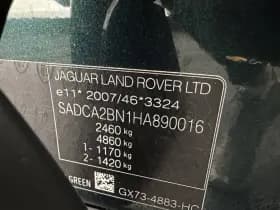 JAGUAR LAND ROVER LTD
e11* 2007/46*3324
SADCA2BN1HA890016
2460 kg
4860 kg
1- 1170 kg
2- 1420 kg
GREEN
GX73-4883-HC